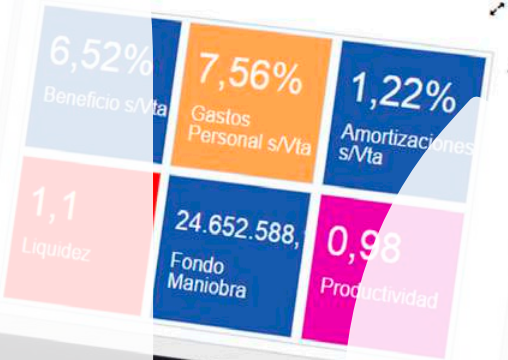 6,52%
Beneficio s/Vta
7,56%
Gastos
Personal s/Vta
1,22%
Amortizaciones
s/Vta
1,1
Liquidez
24.652.588,
Fondo
Maniobra
0,98
Productividad